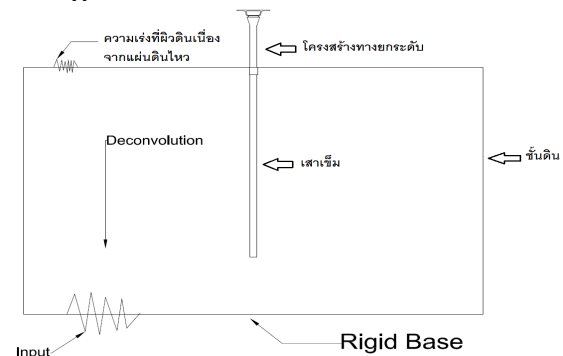 ความเร่งที่ผิวดินเนื่อง
จากแผ่นดินไหว
โครงสร้างทางยกระดับ
Deconvolution
เสาเข็ม
ชั้นดิน
Rigid Base
Input